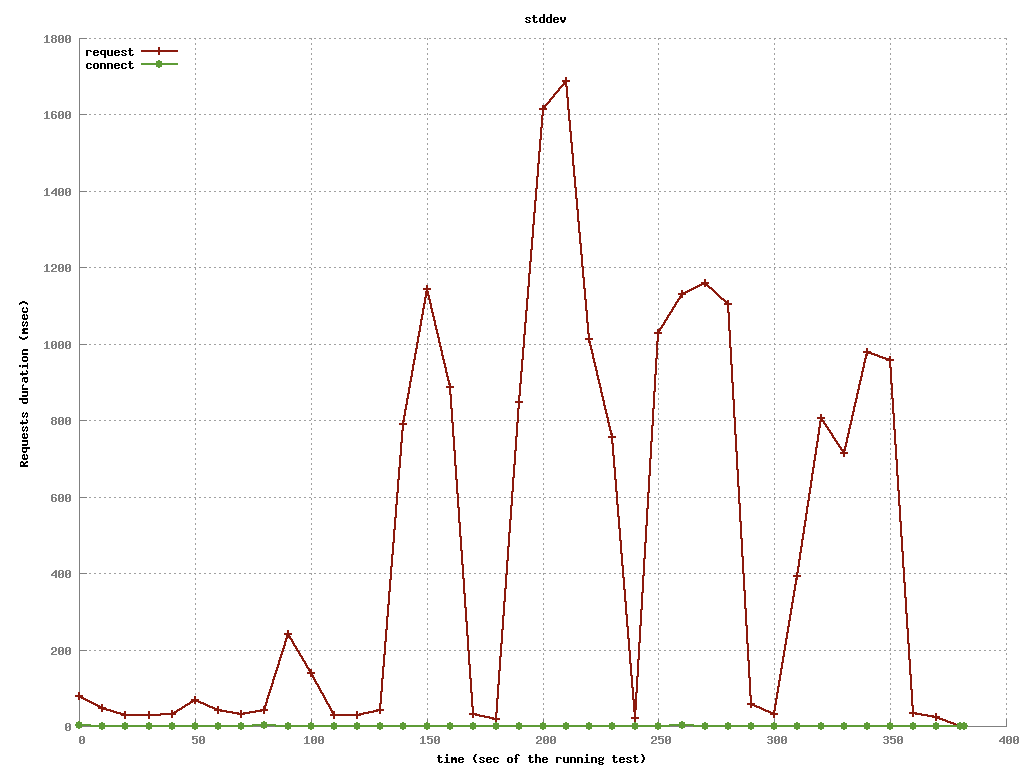 stddev
request
connect
1800
1600
1400
1200
1000
800
600
400
200
0
0 50 100 150 200 250 300 350 400
Requests duration (msec)
time (sec of the running test)